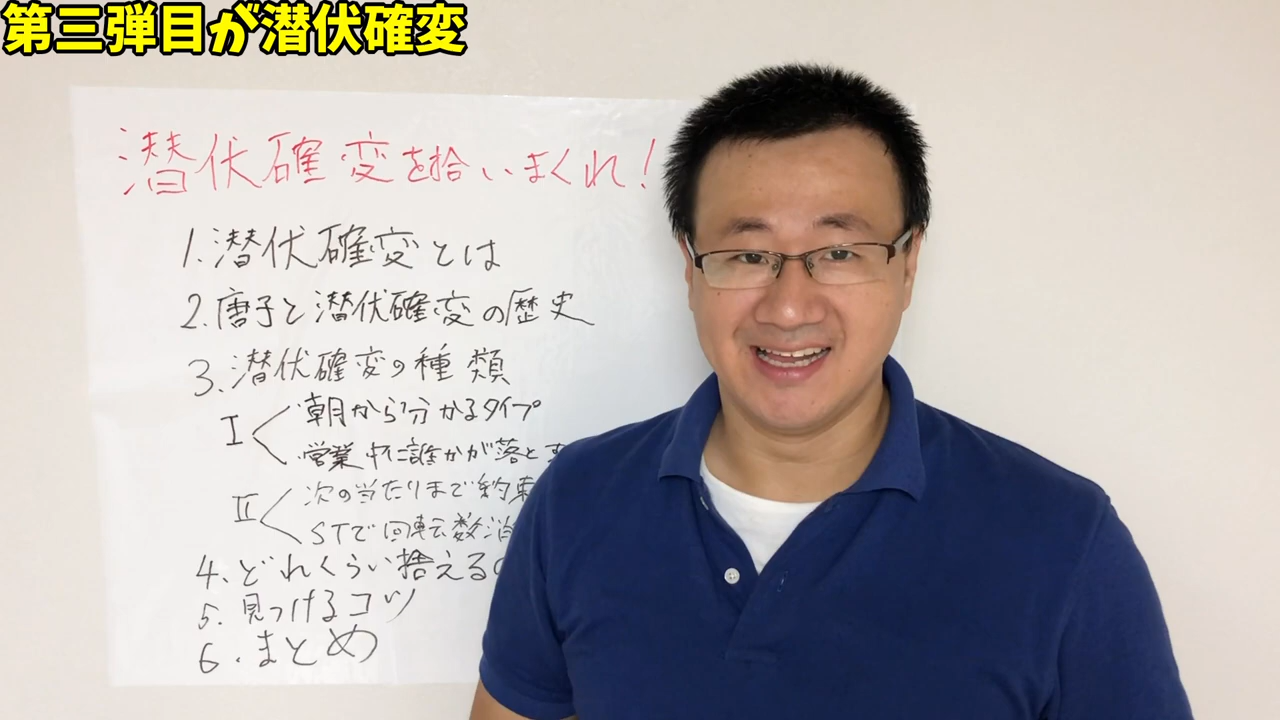 第三弾目が潜伏確変
潜伏確変を拾いまくれ!
1.潜伏確変とは
2.唐子と潜伏確変の歴史
3.潜伏確変の種類
I 朝から分かるタイプ
営業中に誰かが落と
II 次の当たりまで約束
STで回転数消
4.どれくらい捨えるの
5.見つけるコツ
6.まとめ